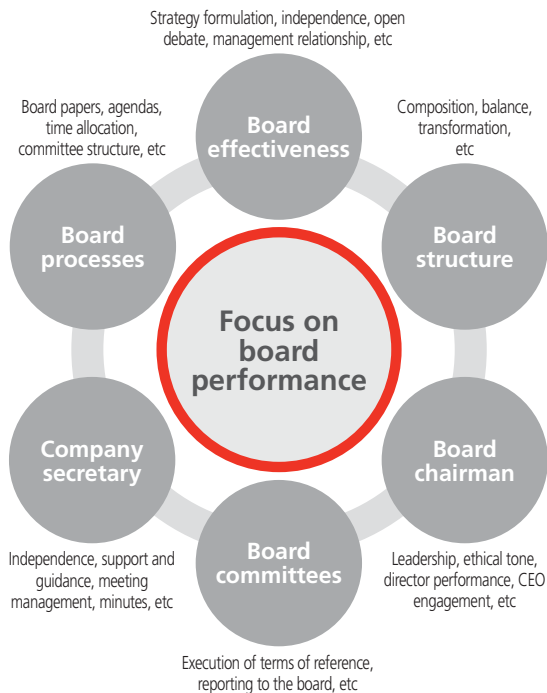 Strategy formulation, independence, open
debate, management relationship, etc
Board
effectiveness
Board papers, agendas,
time allocation,
committee structure, etc
Composition, balance,
transformation,
etc
Board
processes
Board
structure
Focus on
board
performance
Company
secretary
Board
chairman
Independence, support and
guidance, meeting
management, minutes, etc
Board
committees
Leadership, ethical tone,
director performance, CEO
engagement, etc
Execution of terms of reference,
reporting to the board, etc